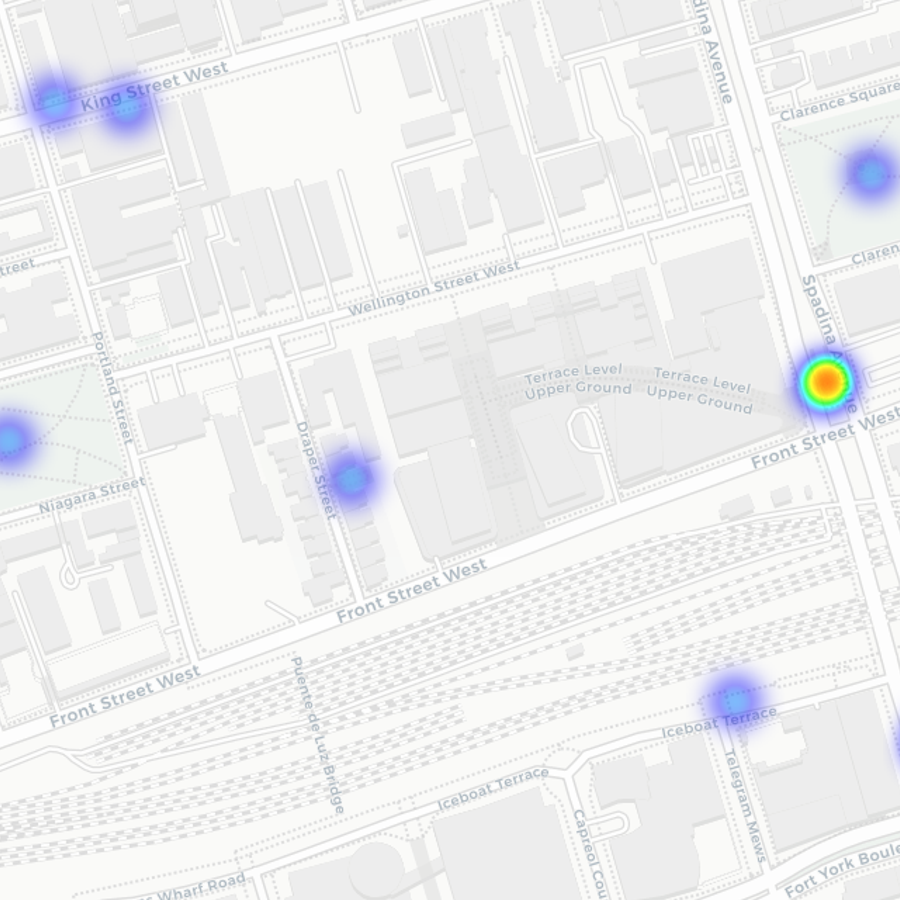 dina Avenue
King Street West
Clarence Square
treet
Claren
Wellington Street West
Spadina A nue
Portland Street
Terrace Level
Upper Ground
Terrace Level
Upper Ground
Front Street West
Draper Street
Niagara Street
Front Street West
Front Street West
Puente de Luz Bridge
Iceboat Terrace
Iceboat Terrace
Telegram Mews
Capreol Cou
Fort York Boule
s Wharf Road